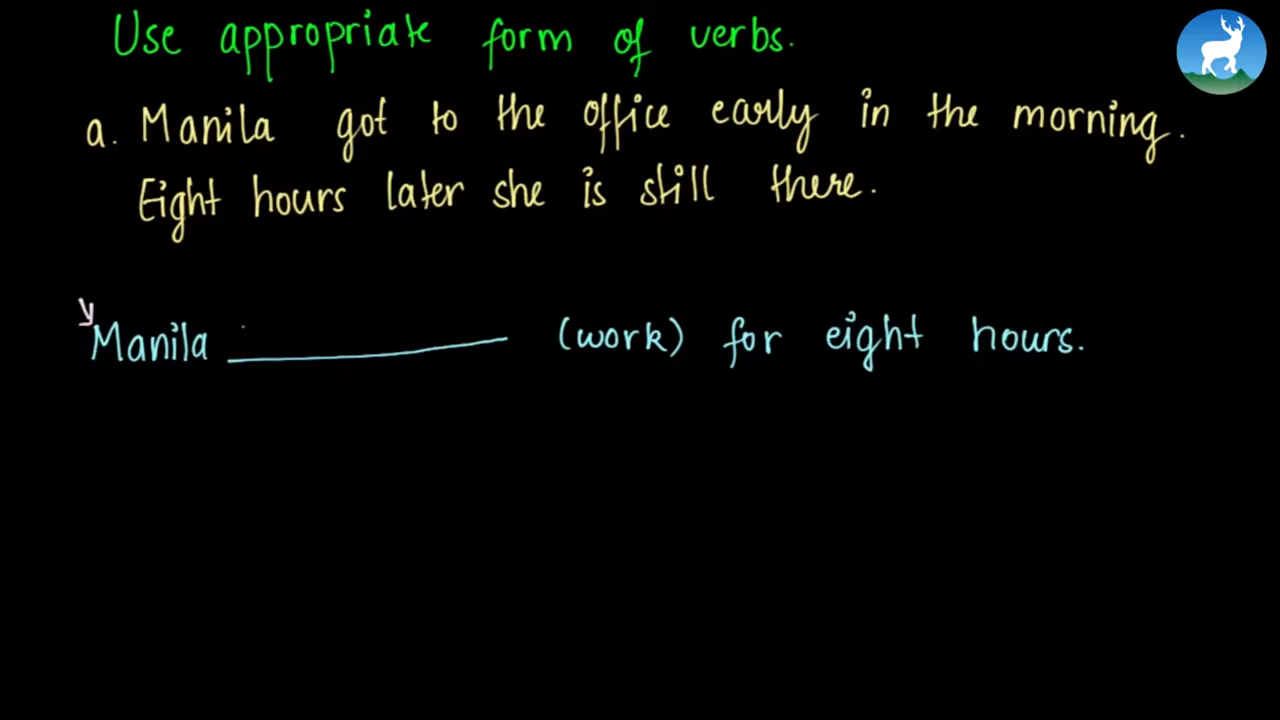 Use appropriate form of verbs.
a. Manila got to the office early in the morning.
Eight hours later she is still there.
Manila __________ (work) for eight hours.